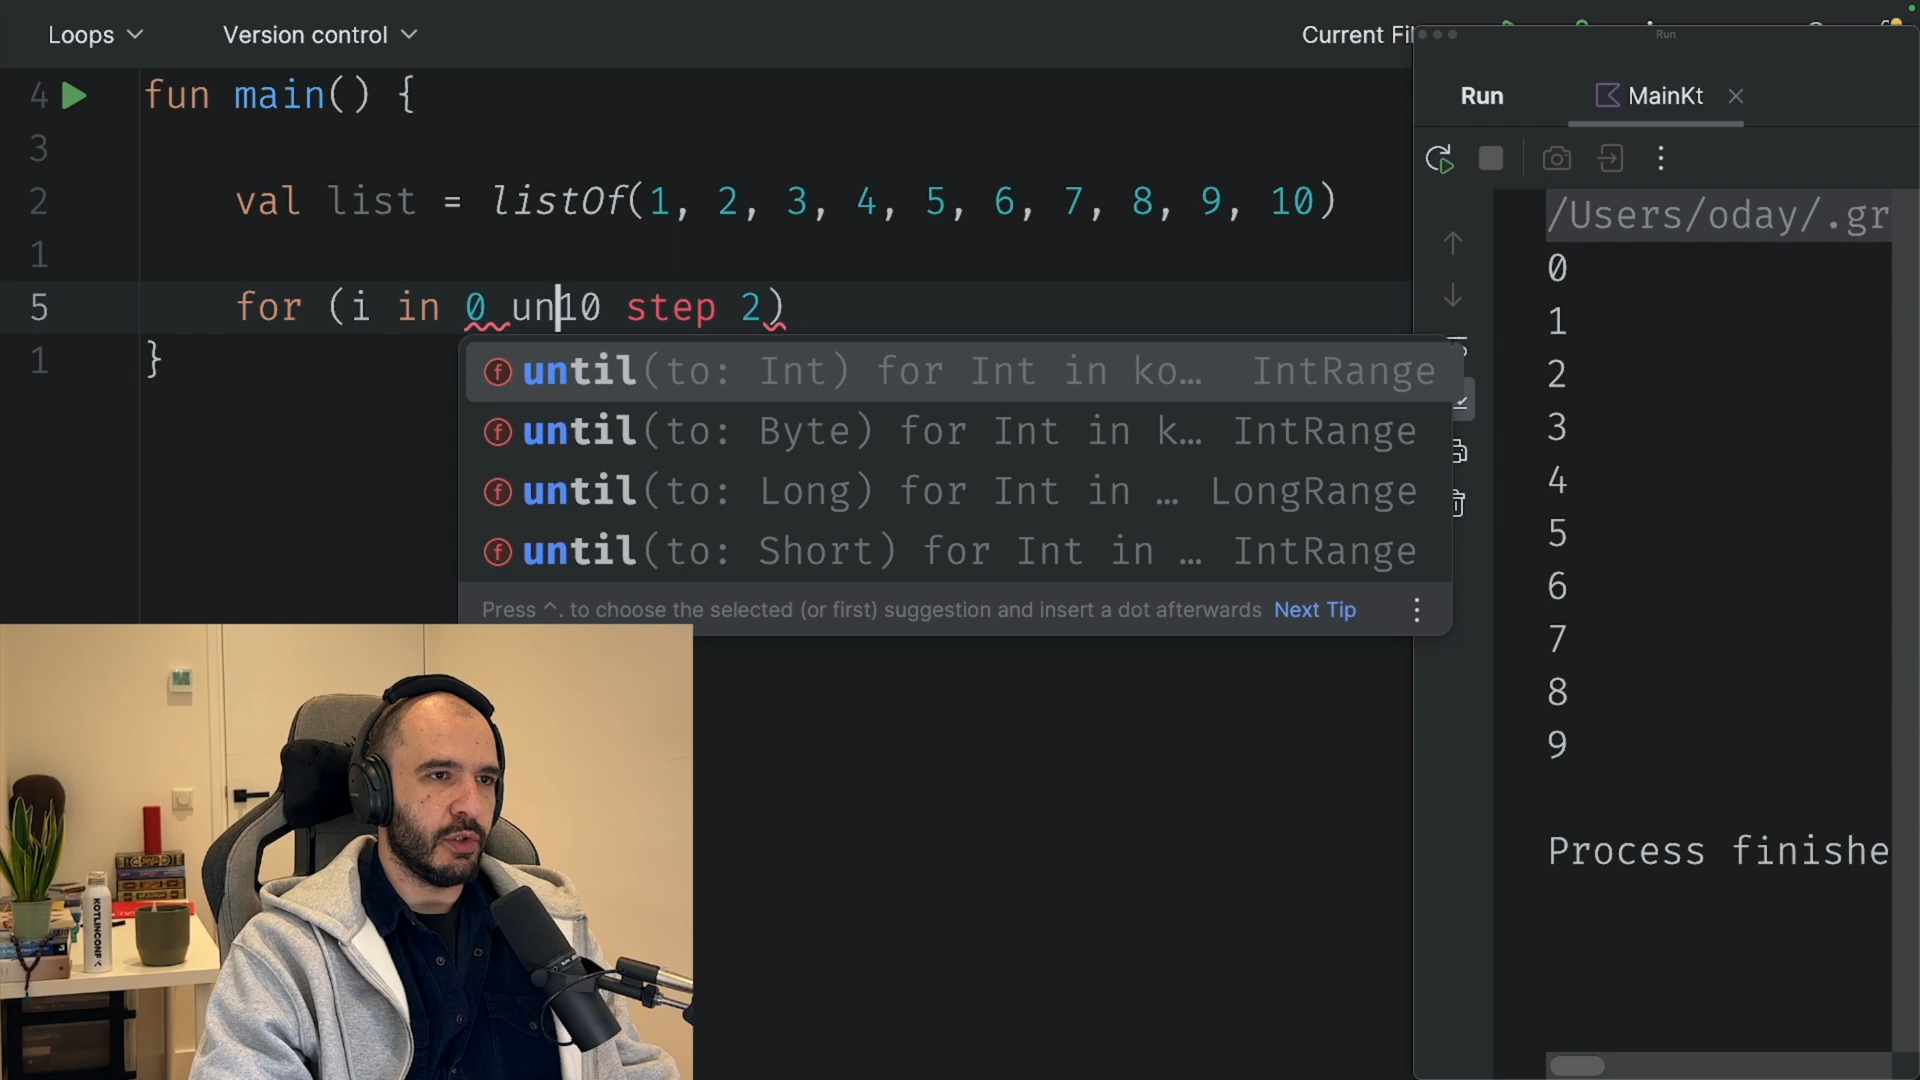 Loops
Version control
Current Fil
Run
4 fun main() {
3
2 val list = listOf(1, 2, 3, 4, 5, 6, 7, 8, 9, 10)
1
5 for (i in 0 un10 step 2)
1 }
until(to: Int) for Int in ko… IntRange
until(to: Byte) for Int in k… IntRange
until(to: Long) for Int in … LongRange
until(to: Short) for Int in … IntRange
Press ^. to choose the selected (or first) suggestion and insert a dot afterwards Next Tip
Run MainKt
/Users/oday/.gr
0
1
2
3
4
5
6
7
8
9
Process finishe
KOTLINCONF